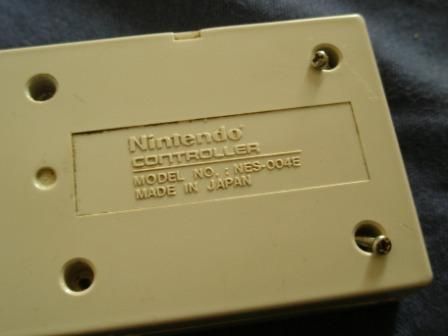 Nintendo®
CONTROLLER
MODEL NO. : NES-004E
MADE IN JAPAN